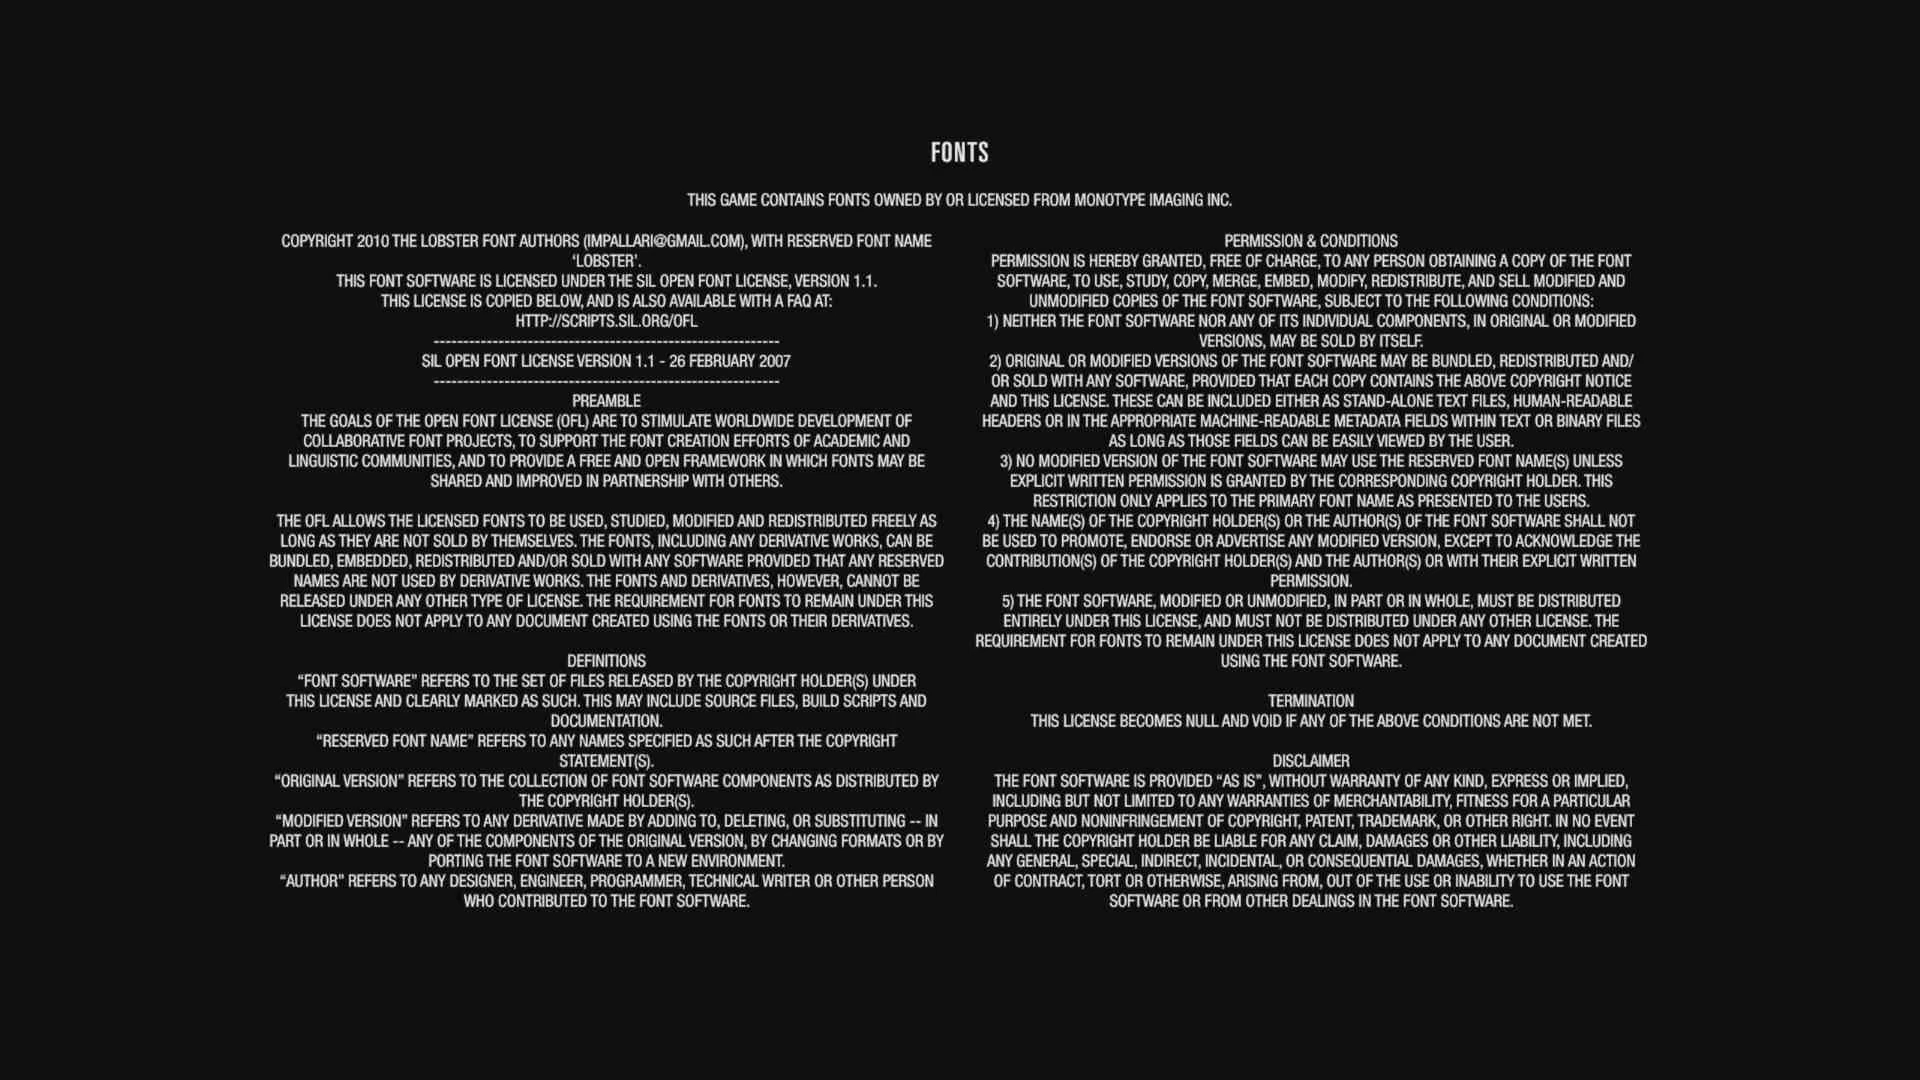 FONTS
THIS GAME CONTAINS FONTS OWNED BY OR LICENSED FROM MONOTYPE IMAGING INC.
COPYRIGHT 2010 THE LOBSTER FONT AUTHORS (IMPALLARI@GMAIL.COM), WITH RESERVED FONT NAME
‘LOBSTER’.
THIS FONT SOFTWARE IS LICENSED UNDER THE SIL OPEN FONT LICENSE, VERSION 1.1.
THIS LICENSE IS COPIED BELOW, AND IS ALSO AVAILABLE WITH A FAQ AT:
HTTP://SCRIPTS.SIL.ORG/OFL
-----------------------------------------------------------
SIL OPEN FONT LICENSE VERSION 1.1 - 26 FEBRUARY 2007
-----------------------------------------------------------
PREAMBLE
THE GOALS OF THE OPEN FONT LICENSE (OFL) ARE TO STIMULATE WORLDWIDE DEVELOPMENT OF
COLLABORATIVE FONT PROJECTS, TO SUPPORT THE FONT CREATION EFFORTS OF ACADEMIC AND
LINGUISTIC COMMUNITIES, AND TO PROVIDE A FREE AND OPEN FRAMEWORK IN WHICH FONTS MAY BE
SHARED AND IMPROVED IN PARTNERSHIP WITH OTHERS.
THE OFL ALLOWS THE LICENSED FONTS TO BE USED, STUDIED, MODIFIED AND REDISTRIBUTED FREELY AS
LONG AS THEY ARE NOT SOLD BY THEMSELVES. THE FONTS, INCLUDING ANY DERIVATIVE WORKS, CAN BE
BUNDLED, EMBEDDED, REDISTRIBUTED AND/OR SOLD WITH ANY SOFTWARE PROVIDED THAT ANY RESERVED
NAMES ARE NOT USED BY DERIVATIVE WORKS. THE FONTS AND DERIVATIVES, HOWEVER, CANNOT BE
RELEASED UNDER ANY OTHER TYPE OF LICENSE. THE REQUIREMENT FOR FONTS TO REMAIN UNDER THIS
LICENSE DOES NOT APPLY TO ANY DOCUMENT CREATED USING THE FONTS OR THEIR DERIVATIVES.
DEFINITIONS
“FONT SOFTWARE” REFERS TO THE SET OF FILES RELEASED BY THE COPYRIGHT HOLDER(S) UNDER
THIS LICENSE AND CLEARLY MARKED AS SUCH. THIS MAY INCLUDE SOURCE FILES, BUILD SCRIPTS AND
DOCUMENTATION.
“RESERVED FONT NAME” REFERS TO ANY NAMES SPECIFIED AS SUCH AFTER THE COPYRIGHT
STATEMENT(S).
“ORIGINAL VERSION” REFERS TO THE COLLECTION OF FONT SOFTWARE COMPONENTS AS DISTRIBUTED BY
THE COPYRIGHT HOLDER(S).
“MODIFIED VERSION” REFERS TO ANY DERIVATIVE MADE BY ADDING TO, DELETING, OR SUBSTITUTING -- IN
PART OR IN WHOLE -- ANY OF THE COMPONENTS OF THE ORIGINAL VERSION, BY CHANGING FORMATS OR BY
PORTING THE FONT SOFTWARE TO A NEW ENVIRONMENT.
“AUTHOR” REFERS TO ANY DESIGNER, ENGINEER, PROGRAMMER, TECHNICAL WRITER OR OTHER PERSON
WHO CONTRIBUTED TO THE FONT SOFTWARE.
PERMISSION & CONDITIONS
PERMISSION IS HEREBY GRANTED, FREE OF CHARGE, TO ANY PERSON OBTAINING A COPY OF THE FONT
SOFTWARE, TO USE, STUDY, COPY, MERGE, EMBED, MODIFY, REDISTRIBUTE, AND SELL MODIFIED AND
UNMODIFIED COPIES OF THE FONT SOFTWARE, SUBJECT TO THE FOLLOWING CONDITIONS:
1) NEITHER THE FONT SOFTWARE NOR ANY OF ITS INDIVIDUAL COMPONENTS, IN ORIGINAL OR MODIFIED
VERSIONS, MAY BE SOLD BY ITSELF.
2) ORIGINAL OR MODIFIED VERSIONS OF THE FONT SOFTWARE MAY BE BUNDLED, REDISTRIBUTED AND/
OR SOLD WITH ANY SOFTWARE, PROVIDED THAT EACH COPY CONTAINS THE ABOVE COPYRIGHT NOTICE
AND THIS LICENSE. THESE CAN BE INCLUDED EITHER AS STAND-ALONE TEXT FILES, HUMAN-READABLE
HEADERS OR IN THE APPROPRIATE MACHINE-READABLE METADATA FIELDS WITHIN TEXT OR BINARY FILES
AS LONG AS THOSE FIELDS CAN BE EASILY VIEWED BY THE USER.
3) NO MODIFIED VERSION OF THE FONT SOFTWARE MAY USE THE RESERVED FONT NAME(S) UNLESS
EXPLICIT WRITTEN PERMISSION IS GRANTED BY THE CORRESPONDING COPYRIGHT HOLDER. THIS
RESTRICTION ONLY APPLIES TO THE PRIMARY FONT NAME AS PRESENTED TO THE USERS.
4) THE NAME(S) OF THE COPYRIGHT HOLDER(S) OR THE AUTHOR(S) OF THE FONT SOFTWARE SHALL NOT
BE USED TO PROMOTE, ENDORSE OR ADVERTISE ANY MODIFIED VERSION, EXCEPT TO ACKNOWLEDGE THE
CONTRIBUTION(S) OF THE COPYRIGHT HOLDER(S) AND THE AUTHOR(S) OR WITH THEIR EXPLICIT WRITTEN
PERMISSION.
5) THE FONT SOFTWARE, MODIFIED OR UNMODIFIED, IN PART OR IN WHOLE, MUST BE DISTRIBUTED
ENTIRELY UNDER THIS LICENSE, AND MUST NOT BE DISTRIBUTED UNDER ANY OTHER LICENSE. THE
REQUIREMENT FOR FONTS TO REMAIN UNDER THIS LICENSE DOES NOT APPLY TO ANY DOCUMENT CREATED
USING THE FONT SOFTWARE.
TERMINATION
THIS LICENSE BECOMES NULL AND VOID IF ANY OF THE ABOVE CONDITIONS ARE NOT MET.
DISCLAIMER
THE FONT SOFTWARE IS PROVIDED “AS IS”, WITHOUT WARRANTY OF ANY KIND, EXPRESS OR IMPLIED,
INCLUDING BUT NOT LIMITED TO ANY WARRANTIES OF MERCHANTABILITY, FITNESS FOR A PARTICULAR
PURPOSE AND NONINFRINGEMENT OF COPYRIGHT, PATENT, TRADEMARK, OR OTHER RIGHT. IN NO EVENT
SHALL THE COPYRIGHT HOLDER BE LIABLE FOR ANY CLAIM, DAMAGES OR OTHER LIABILITY, INCLUDING
ANY GENERAL, SPECIAL, INDIRECT, INCIDENTAL, OR CONSEQUENTIAL DAMAGES, WHETHER IN AN ACTION
OF CONTRACT, TORT OR OTHERWISE, ARISING FROM, OUT OF THE USE OR INABILITY TO USE THE FONT
SOFTWARE OR FROM OTHER DEALINGS IN THE FONT SOFTWARE.